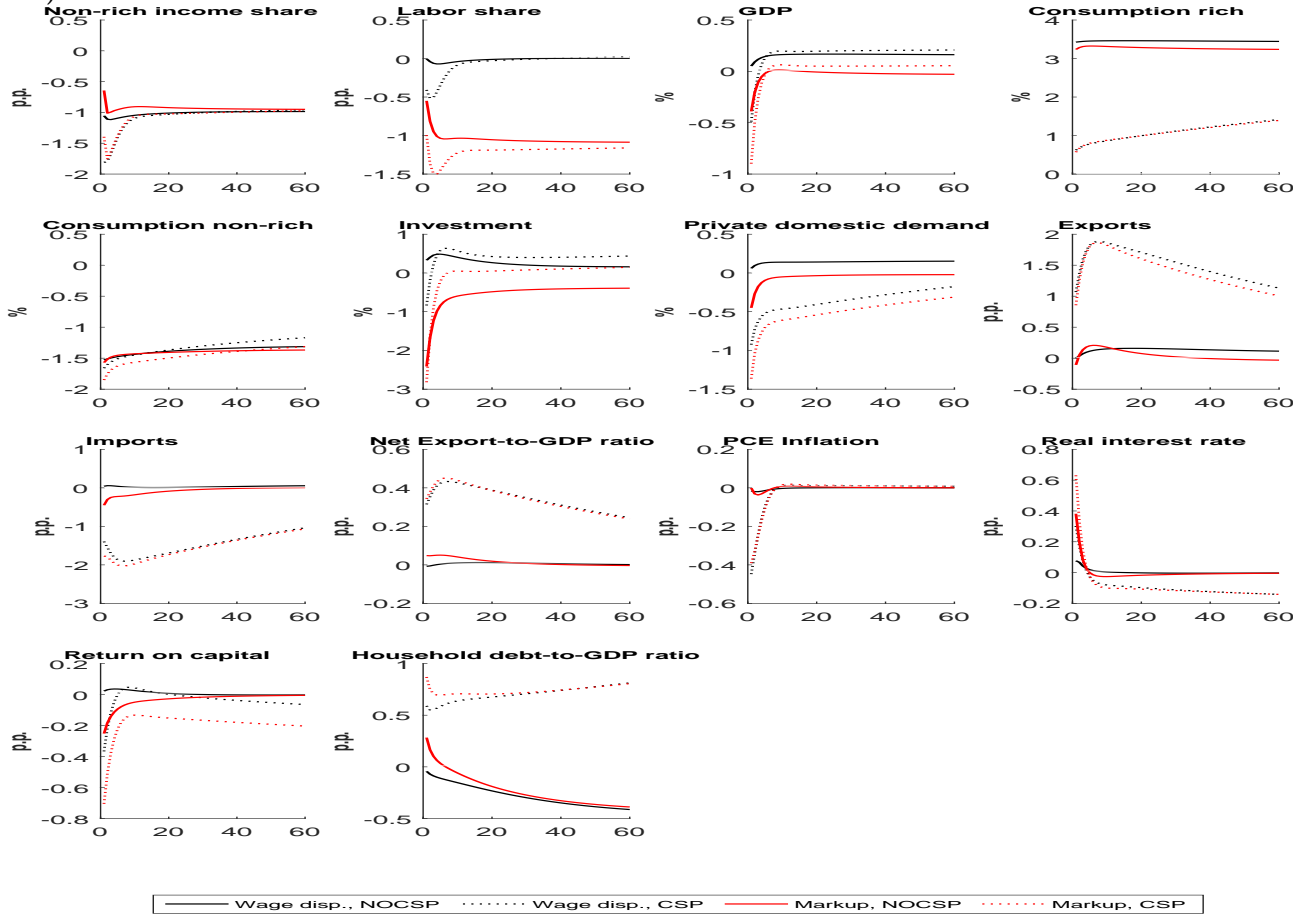 )
Non-rich income share
Labor share
GDP
Consumption rich
p.p.
0.5
0
-0.5
-1
-1.5
-2
0 20 40 60
p.p.
0.5
0
-0.5
-1
-1.5
0 20 40 60
%
0.5
0
-0.5
-1
0 20 40 60
%
4
3
2
1
0
0 20 40 60
Consumption non-rich
Investment
Private domestic demand
Exports
%
0.5
0
-0.5
-1
-1.5
-2
0 20 40 60
%
1
0
-1
-2
-3
0 20 40 60
%
0.5
0
-0.5
-1
-1.5
0 20 40 60
p.p.
2
1.5
1
0.5
0
-0.5
0 20 40 60
Imports
Net Export-to-GDP ratio
PCE Inflation
Real interest rate
p.p.
1
0
-1
-2
-3
0 20 40 60
p.p.
0.6
0.4
0.2
0
-0.2
0 20 40 60
p.p.
0.2
0
-0.2
-0.4
-0.6
0 20 40 60
p.p.
0.8
0.6
0.4
0.2
0
-0.2
0 20 40 60
Return on capital
Household debt-to-GDP ratio
p.p.
0.2
0
-0.2
-0.4
-0.6
-0.8
0 20 40 60
p.p.
1
0.5
0
-0.5
0 20 40 60
Wage disp., NOCSP Wage disp., CSP Markup, NOCSP Markup, CSP